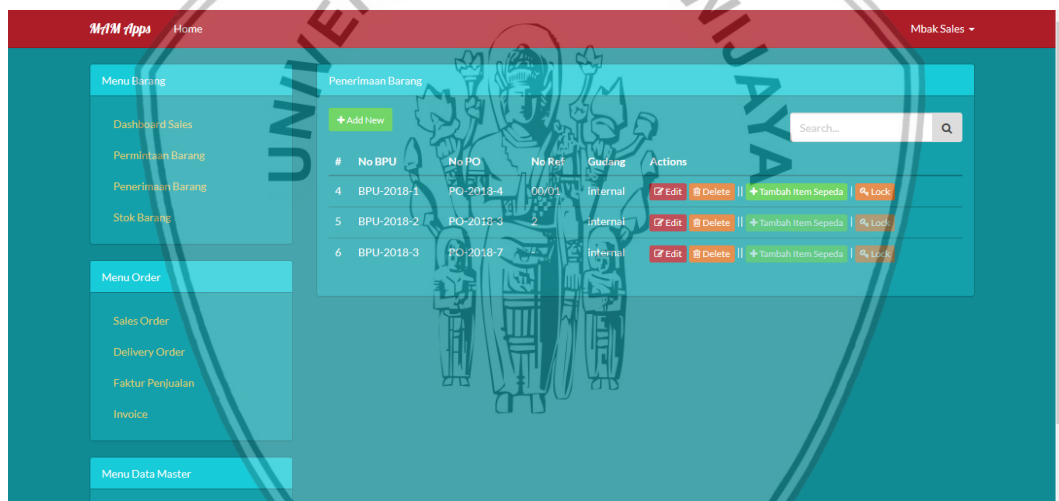 MAM Apps Home Mbak Sales
Menu Barang
Dashboard Sales
Permintaan Barang
Penerimaan Barang
Stok Barang
Menu Order
Sales Order
Delivery Order
Faktur Penjualan
Invoice
Menu Data Master
Penerimaan Barang
Add New
Search...
# No BPU No PO No Ref Gudang Actions
4 BPU-2018-1 PO-2018-4 00/01 internal Edit Delete || Tambah Item Sepeda | Lock
5 BPU-2018-2 PO-2018-3 2 internal Edit Delete || Tambah Item Sepeda | Lock
6 BPU-2018-3 PO-2018-7 internal Edit Delete || Tambah Item Sepeda | Lock
UNIVE
WIJAYA